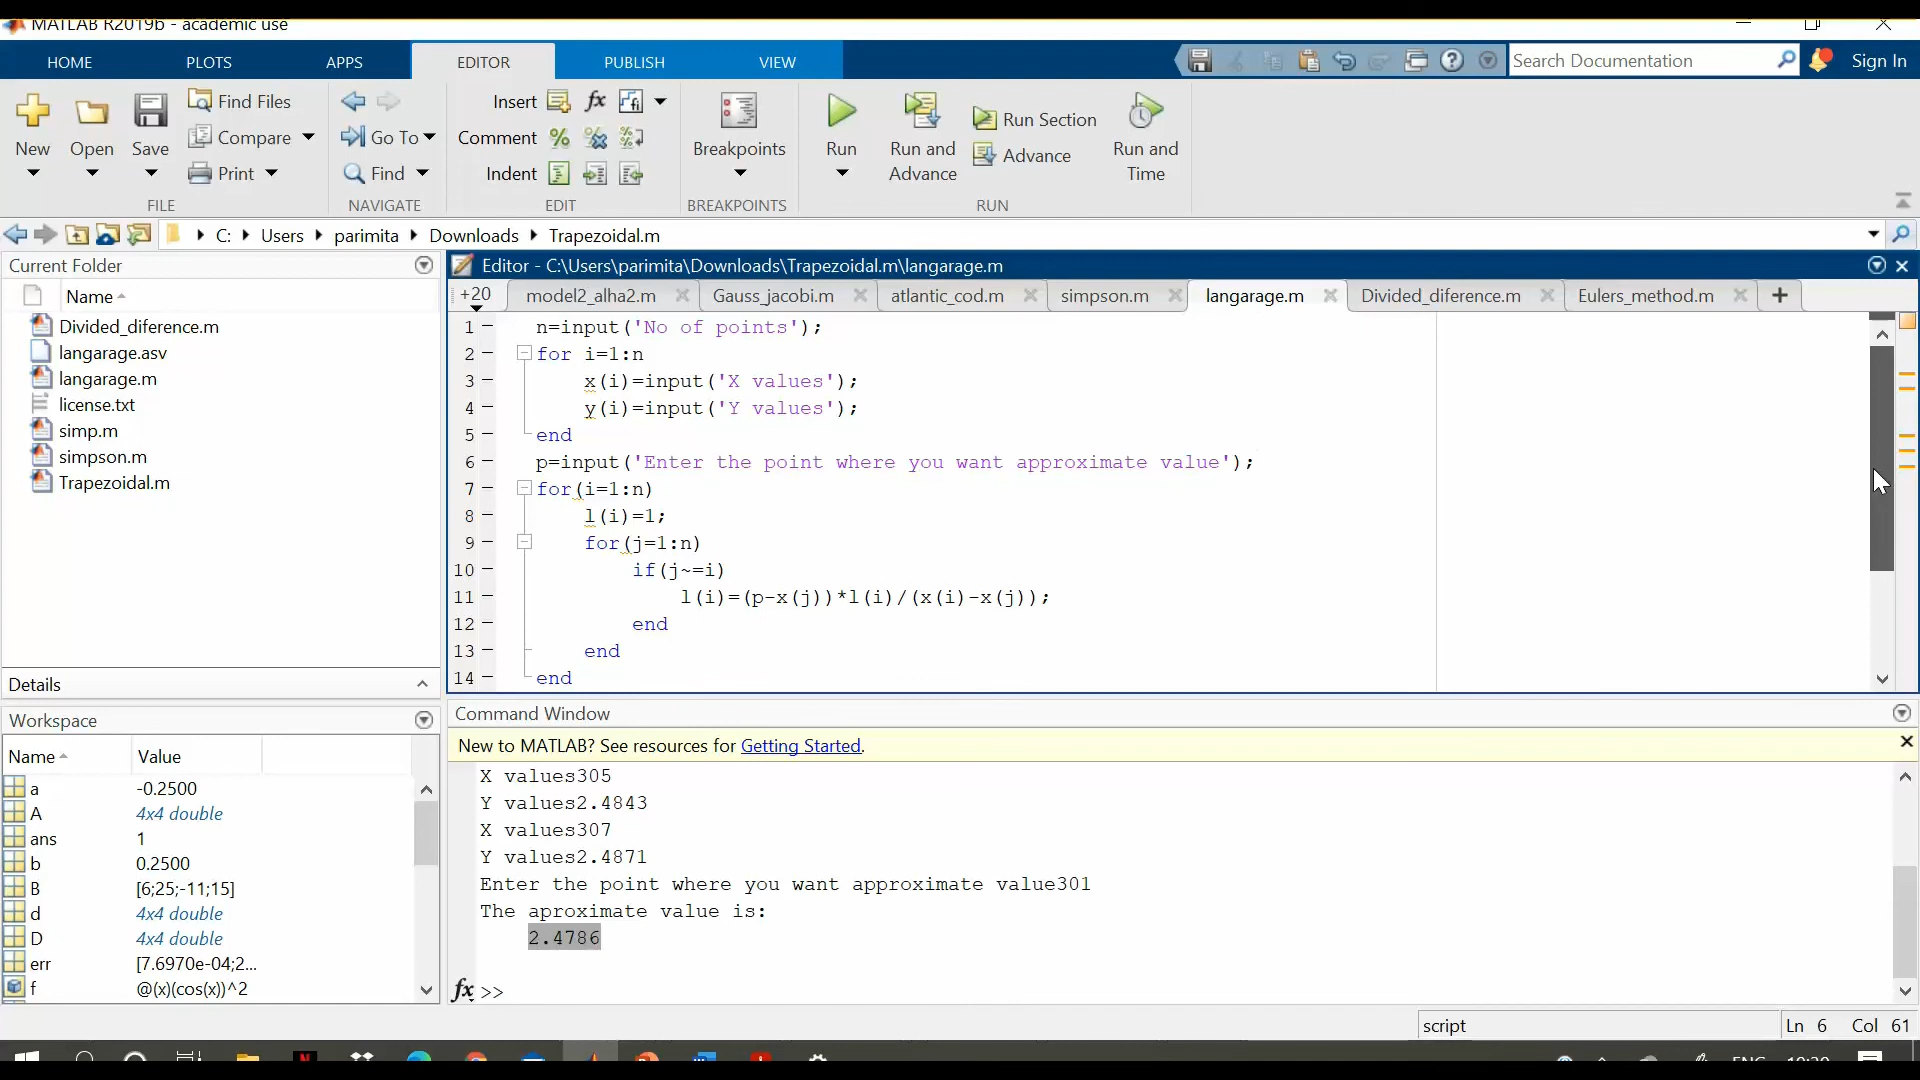 MATLAB R2019b - academic use
HOME PLOTS APPS EDITOR PUBLISH VIEW
Search Documentation
Sign In
New
Open
Save
Find Files
Compare
Print
FILE
Go To
Find
NAVIGATE
Insert
Comment
Indent
EDIT
Breakpoints
BREAKPOINTS
Run
Run and
Advance
Run Section
Advance
Run and
Time
RUN
C: Users parimita Downloads Trapezoidal.m
Current Folder
Name
Divided_diference.m
langarage.asv
langarage.m
license.txt
simp.m
simpson.m
Trapezoidal.m
Details
Workspace
Name Value
a -0.2500
A 4x4 double
ans 1
b 0.2500
B [6;25;-11;15]
d 4x4 double
D 4x4 double
err [7.6970e-04;2...
f @(x)(cos(x))^2
Editor - C:\Users\parimita\Downloads\Trapezoidal.m\langarage.m
+20 model2_alha2.m Gauss_jacobi.m atlantic_cod.m simpson.m langarage.m Divided_diference.m Eulers_method.m
1 n=input('No of points');
2 for i=1:n
3 x(i)=input('X values');
4 y(i)=input('Y values');
5 end
6 p=input('Enter the point where you want approximate value');
7 for(i=1:n)
8 l(i)=1;
9 for(j=1:n)
10 if(j~=i)
11 l(i)=(p-x(j))*l(i)/(x(i)-x(j));
12 end
13 end
14 end
Command Window
New to MATLAB? See resources for Getting Started.
X values305
Y values2.4843
X values307
Y values2.4871
Enter the point where you want approximate value301
The aproximate value is:
2.4786
fx >>
script
Ln 6 Col 61